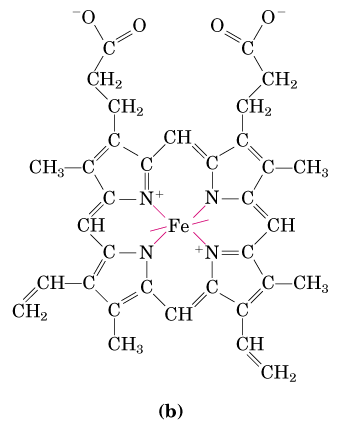 ⁻O O O O⁻
C C
CH₂ CH₂
CH₂ CH₂
C CH C
CH₃—C C C C—CH₃
C N⁺ N C
CH Fe CH
C N ⁺N C
CH—C C C C—CH₃
CH₂ C CH C
CH₃ CH
CH₂
(b)